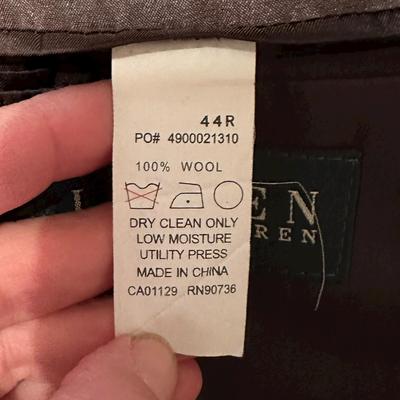 44R
PO# 4900021310
100% WOOL
DRY CLEAN ONLY
LOW MOISTURE
UTILITY PRESS
MADE IN CHINA
CA01129 RN90736
EN
REN